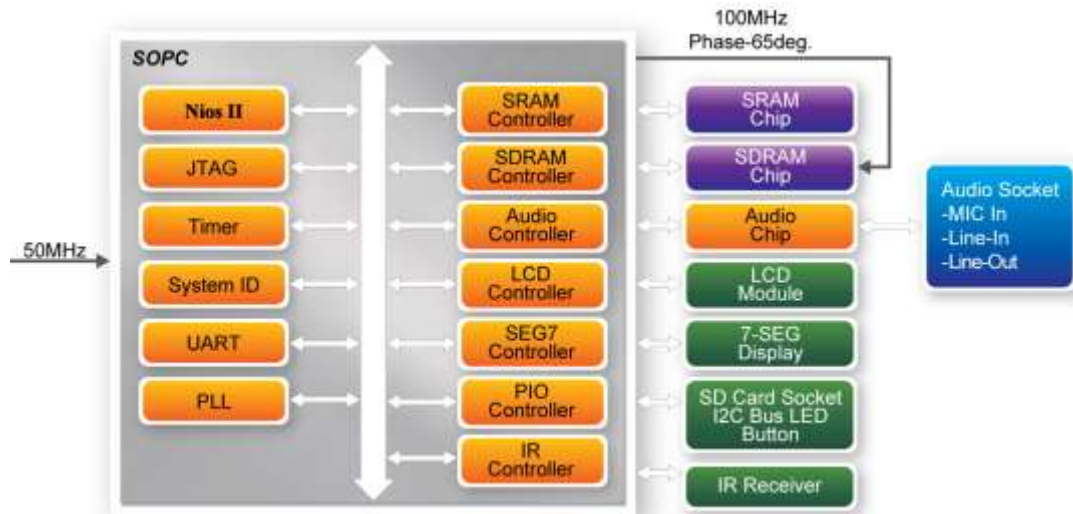 100MHz
Phase-65deg.
SOPC
Nios II
SRAM
Controller
SRAM
Chip
JTAG
SDRAM
Controller
SDRAM
Chip
Timer
Audio
Controller
Audio
Chip
Audio Socket
-MIC In
-Line-In
-Line-Out
50MHz
System ID
LCD
Controller
LCD
Module
UART
SEG7
Controller
7-SEG
Display
PLL
PIO
Controller
SD Card Socket
I2C Bus LED
Button
IR
Controller
IR Receiver